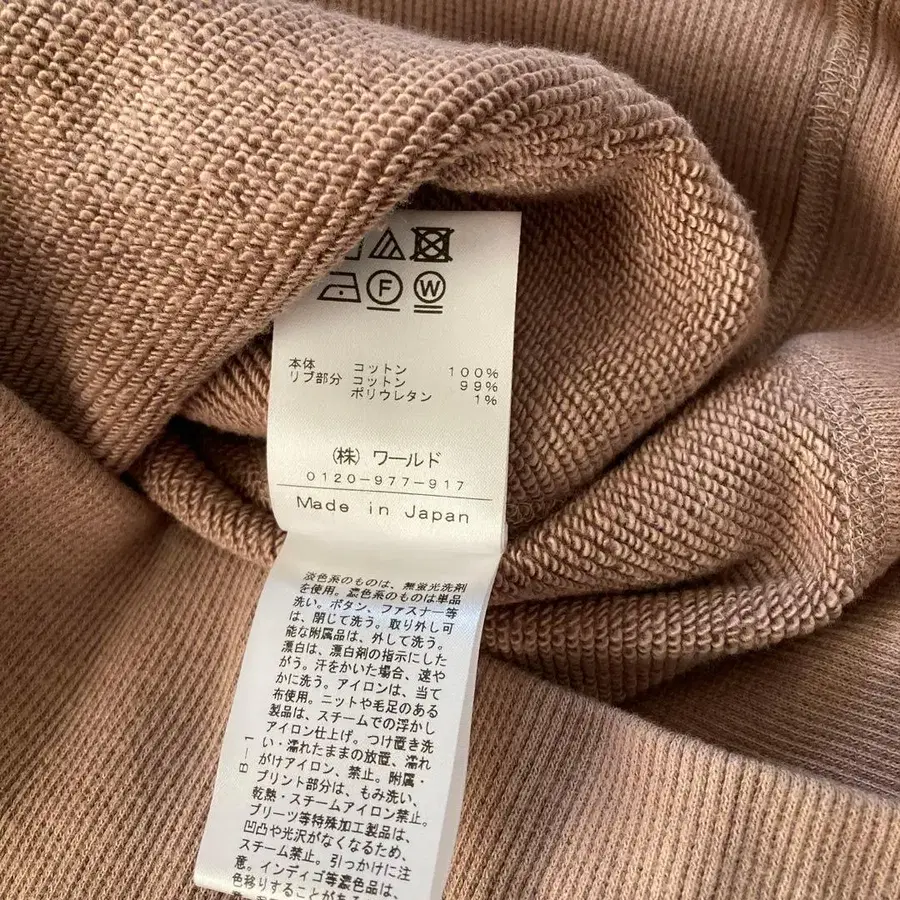 F W
本体 コットン 100%
リブ部分 コットン 99%
ポリウレタン 1%
(株) ワールド
0120-977-917
Made in Japan
淡色系のものは、無蛍光洗剤
を使用。濃色系のものは単品
洗い。ボタン、ファスナー等
は、閉じて洗う。取り外し可
能な附属品は、外して洗う。
漂白は、漂白剤の指示にした
がう。汗をかいた場合、速や
かに洗う。アイロンは、当て
布使用。ニットや毛足のある
製品は、スチームでの浮かし
アイロン仕上げ。つけ置き洗
い・濡れたままの放置、濡れ
がけアイロン、禁止。附属・
プリント部分は、もみ洗い、
乾熱・スチームアイロン禁止。
プリーツ等特殊加工製品は、
凹凸や光沢がなくなるため、
スチーム禁止。引っかけに注
意。インディゴ等濃色品は、
色移りすることがあ
B-1